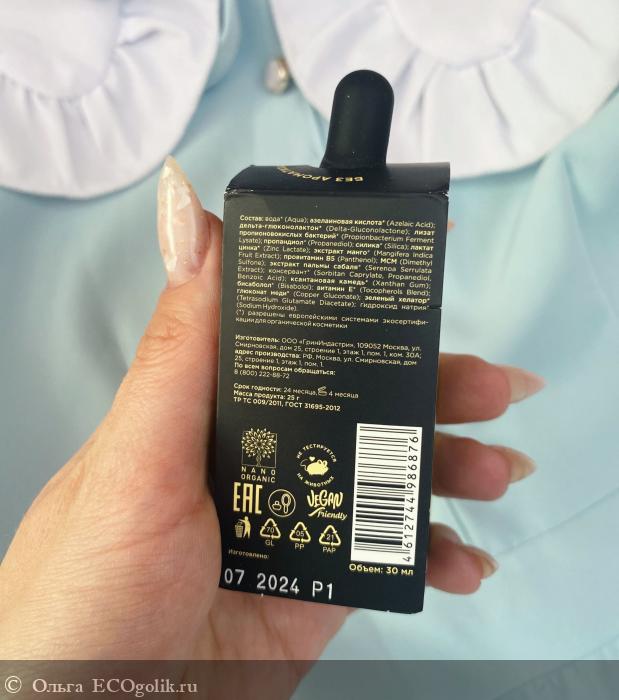 БЕЗ АРОМАТ
Состав: вода* (Aqua); азелаиновая кислота* (Azelaic Acid);
дельта-глюконолактон* (Delta-Gluconolactone); лизат
пропионовокислых бактерий* (Propionbacterium Ferment
Lysate); пропандиол* (Propanediol); силика* (Silica); лактат
цинка* (Zinc Lactate); экстракт манго* (Mangifera Indica
Fruit Extract); провитамин B5 (Panthenol); МСМ (Dimethyl
Sulfone); экстракт пальмы сабаля* (Serenoa Serrulata
Extract); консервант* (Sorbitan Caprylate, Propanediol,
Benzoic Acid); ксантановая камедь* (Xanthan Gum);
бисаболол* (Bisabolol); витамин Е* (Tocopherols Blend);
глюконат меди* (Copper Gluconate); зеленый хелатор*
(Tetrasodium Glutamate Diacetate); гидроксид натрия*
(Sodium Hydroxide).
(*) разрешены европейскими системами экосертифи-
кации для органической косметики
Изготовитель: ООО «ГринИндастри», 109052 Москва, ул.
Смирновская, дом 25, строение 1, этаж 1, пом. 1, ком. 30А;
адрес производства: РФ, Москва, ул. Смирновская, дом
25, строение 1, этаж 1, пом. 1.
По всем вопросам обращаться:
8 (800) 222-88-72
Срок годности: 24 месяца, 4 месяца
Масса продукта: 25 г
ТР ТС 009/2011, ГОСТ 31695-2012
NANO
ORGANIC
НЕ ТЕСТИРУЕТСЯ
НА ЖИВОТНЫХ
EAC
VEGAN
friendly
70
GL
05
PP
21
PAP
4612744986876
Изготовлено:
Объем: 30 мл
07 2024 P1
© Ольга ECOgolik.ru